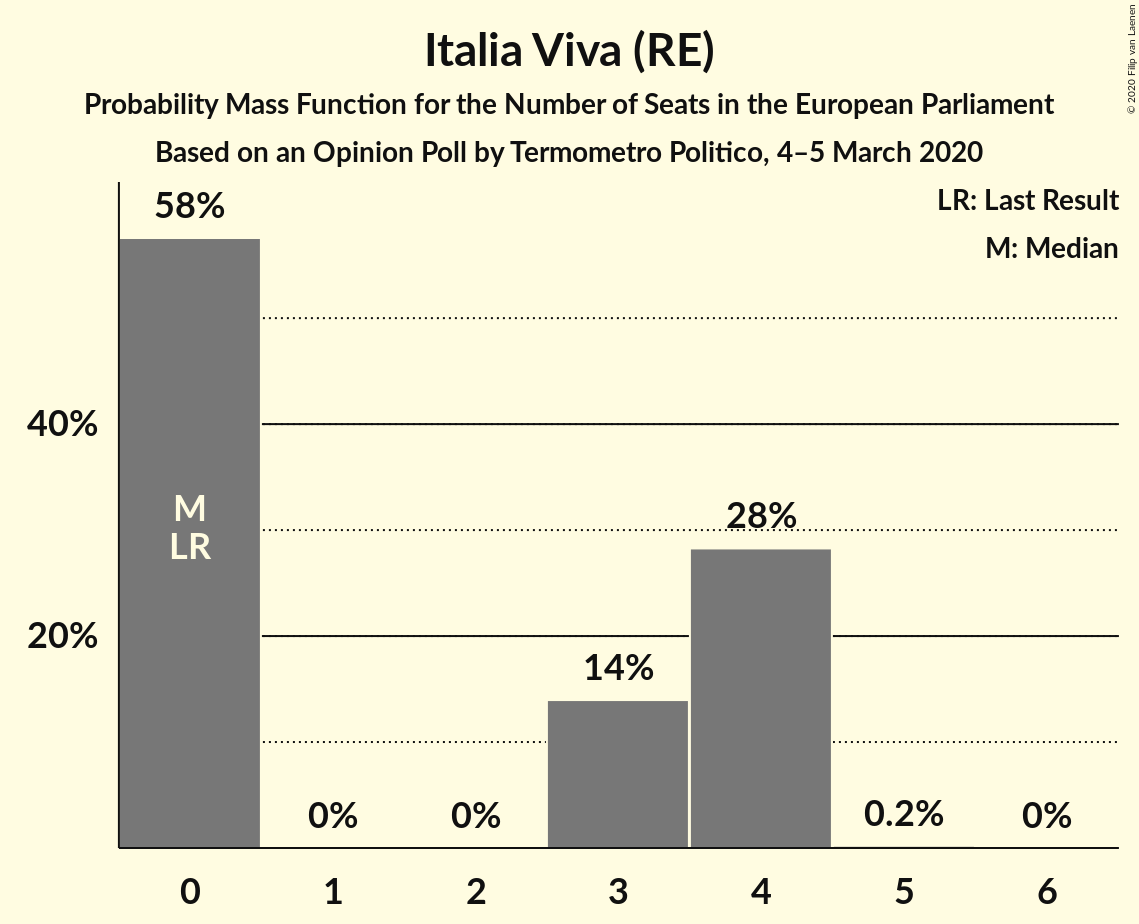 Italia Viva (RE)
Probability Mass Function for the Number of Seats in the European Parliament
Based on an Opinion Poll by Termometro Politico, 4–5 March 2020
© 2020 Filip van Laenen
LR: Last Result
M: Median
58%
40%
20%
M
LR
0%
0%
14%
28%
0.2%
0%
0
1
2
3
4
5
6